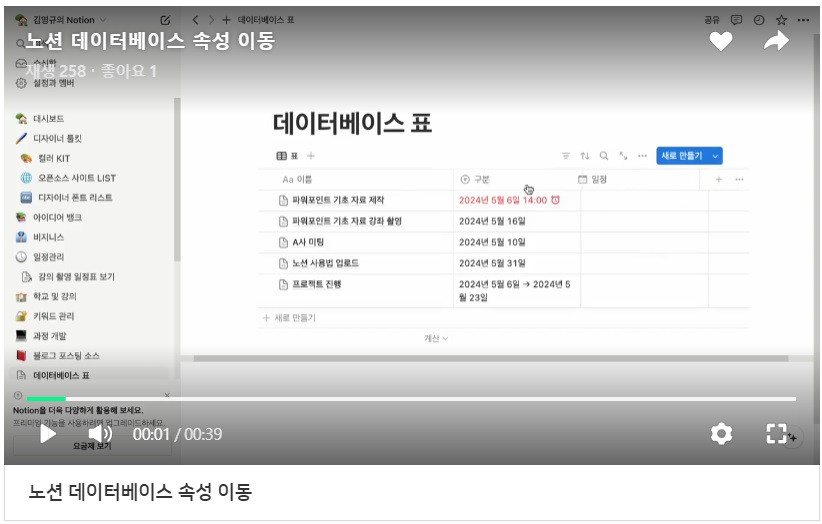 김영규의 Notion
데이터베이스 표
공유
노션 데이터베이스 속성 이동
재생 258 · 좋아요 1
설정과 멤버
대시보드
디자이너 툴킷
컬러 KIT
오픈소스 사이트 LIST
디자이너 폰트 리스트
아이디어 뱅크
비지니스
일정관리
강의 촬영 일정표 보기
학교 및 강의
키워드 관리
과정 개발
블로그 포스팅 소스
데이터베이스 표
Notion을 더욱 다양하게 활용해 보세요.
프리미엄 기능을 사용하려면 업그레이드하세요.
요금제 보기
데이터베이스 표
표
새로 만들기
Aa 이름 구분 일정
파워포인트 기초 자료 제작 2024년 5월 6일 14:00
파워포인트 기초 자료 강좌 촬영 2024년 5월 16일
A사 미팅 2024년 5월 10일
노션 사용법 업로드 2024년 5월 31일
프로젝트 진행 2024년 5월 6일 → 2024년 5
월 23일
+ 새로 만들기
계산
00:01 / 00:39
노션 데이터베이스 속성 이동